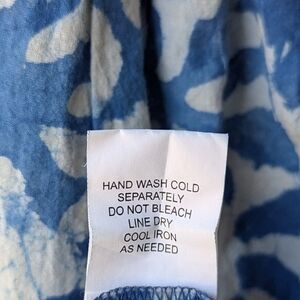 HAND WASH COLD
SEPARATELY
DO NOT BLEACH
LINE DRY
COOL IRON
AS NEEDED